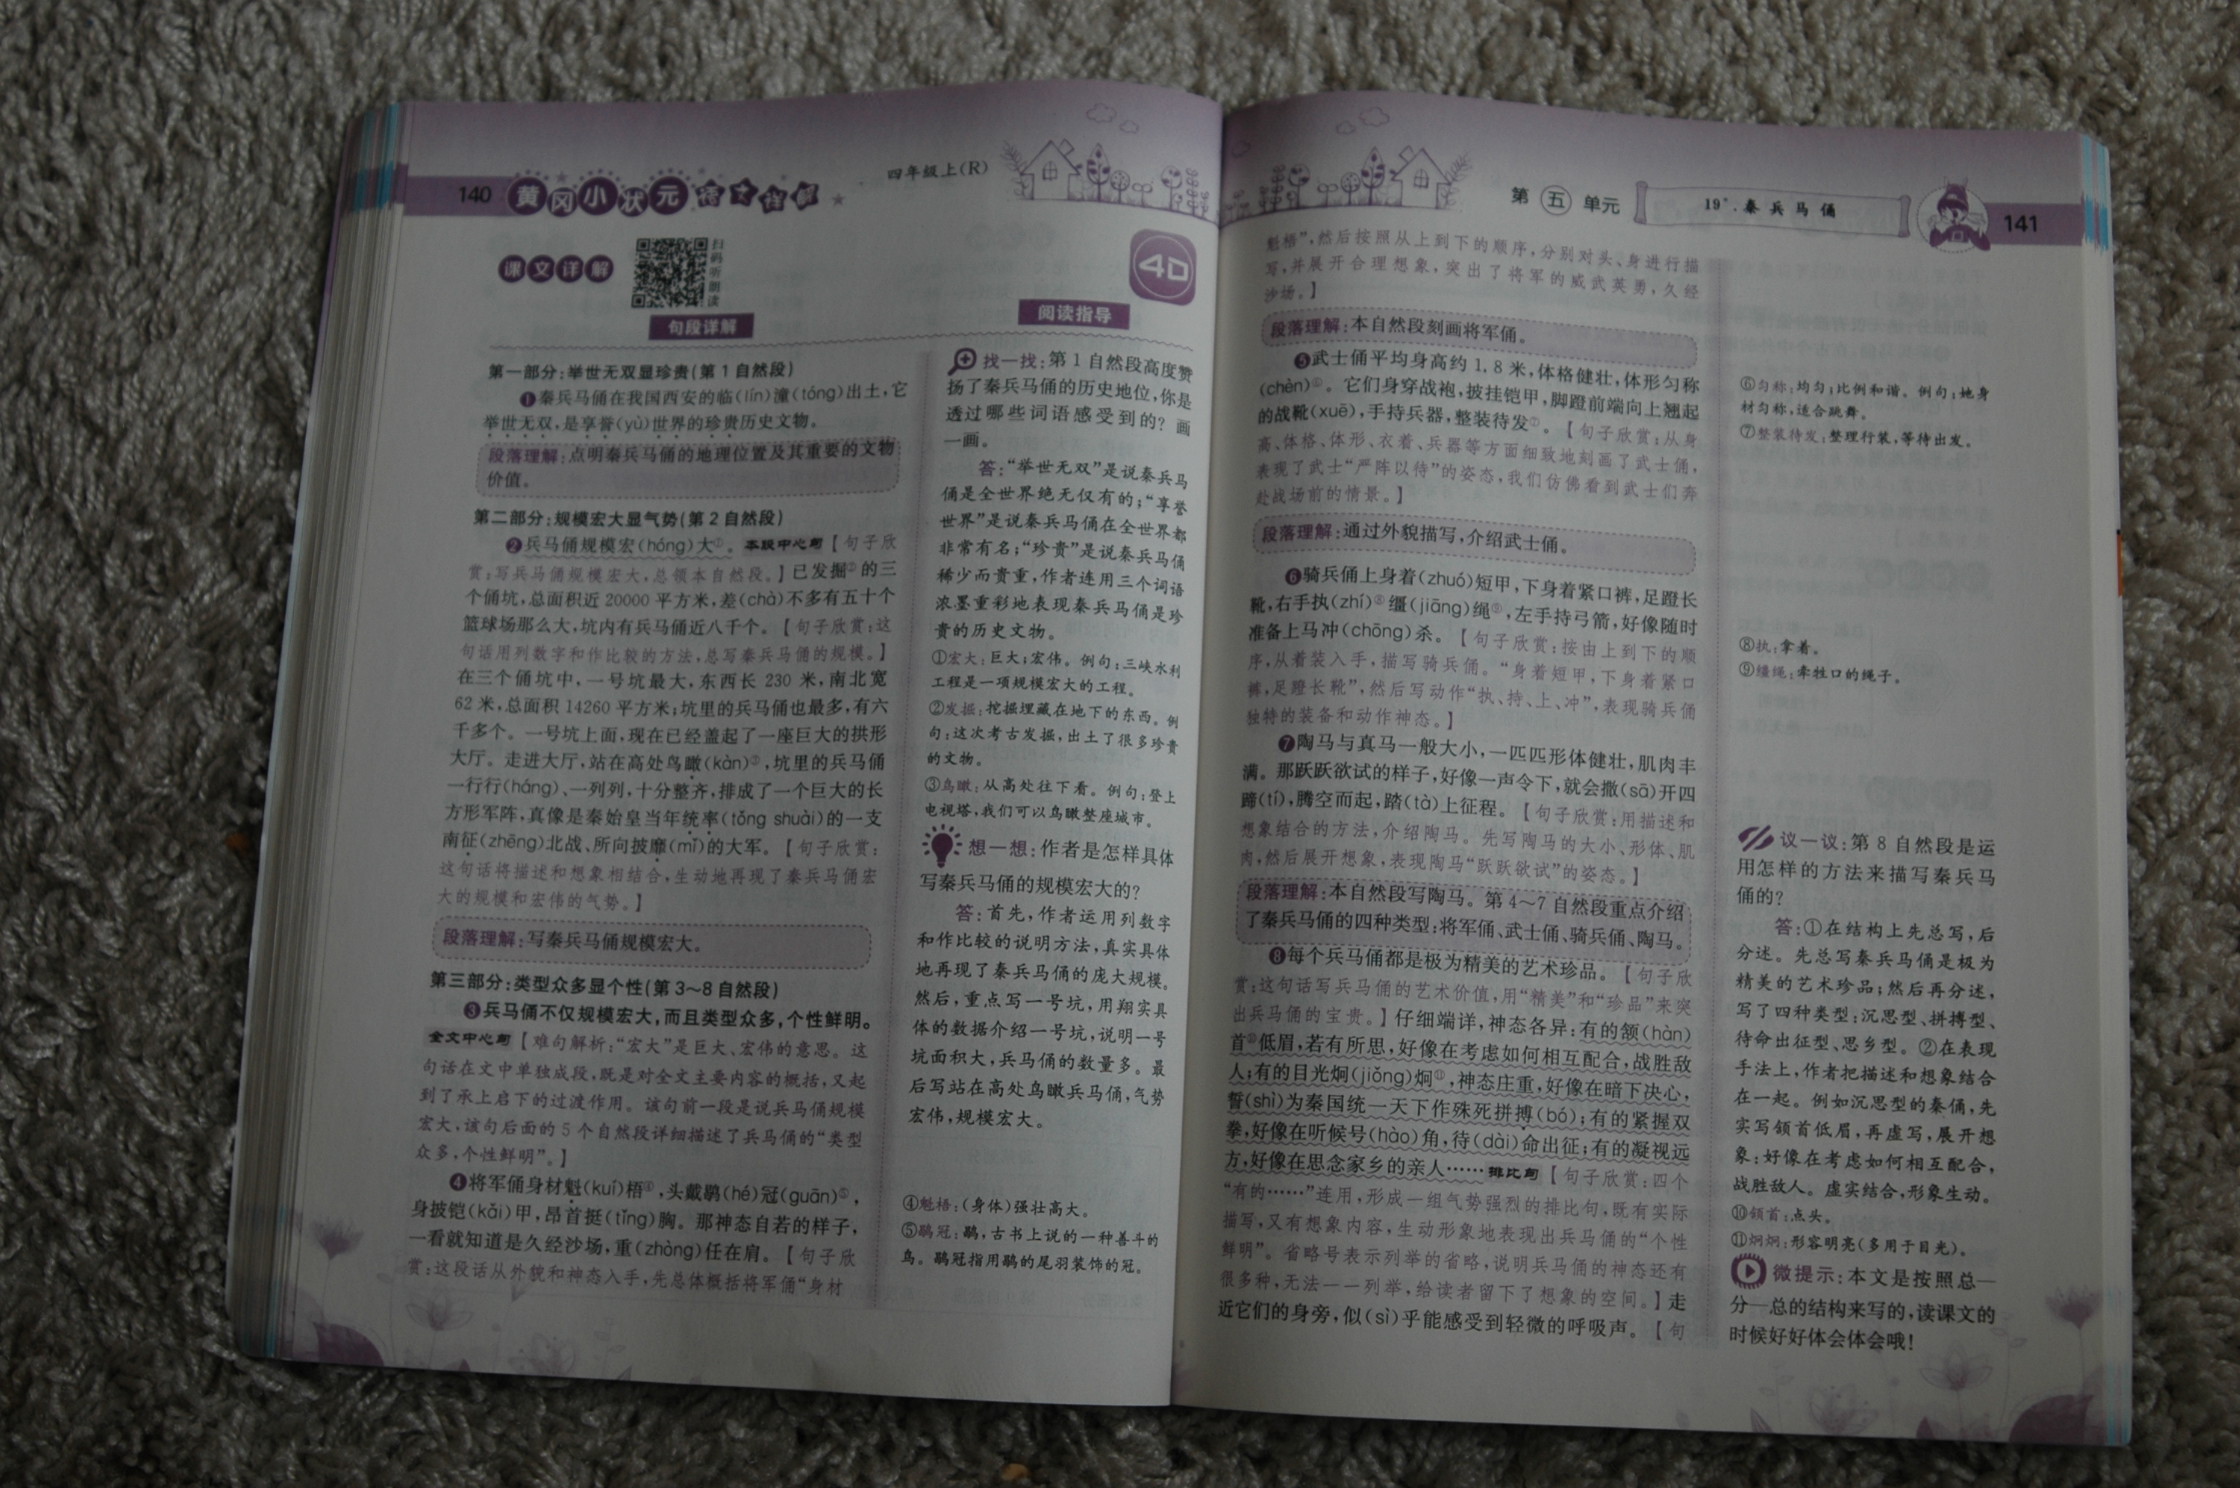 140 黄冈小状元 语文详解 四年级上(R)
课文详解
扫码听朗读
句段详解
第一部分:举世无双显珍贵(第1自然段)
❶秦兵马俑在我国西安的临(lín)潼(tóng)出土,它
举世无双,是享誉(yù)世界的珍贵历史文物。
段落理解:点明秦兵马俑的地理位置及其重要的文物
价值。
第二部分:规模宏大显气势(第2自然段)
❷兵马俑规模宏(hóng)大①。本段中心句【句子欣
赏:写兵马俑规模宏大,总领本自然段。】已发掘②的三
个俑坑,总面积近20000平方米,差(chà)不多有五十个
篮球场那么大,坑内有兵马俑近八千个。【句子欣赏:这
句话用列数字和作比较的方法,总写秦兵马俑的规模。】
在三个俑坑中,一号坑最大,东西长230米,南北宽
62米,总面积14260平方米;坑里的兵马俑也最多,有六
千多个。一号坑上面,现在已经盖起了一座巨大的拱形
大厅。走进大厅,站在高处鸟瞰(kàn)③,坑里的兵马俑
一行行(háng)、一列列,十分整齐,排成了一个巨大的长
方形军阵,真像是秦始皇当年统率(tǒng shuài)的一支
南征(zhēng)北战、所向披靡(mǐ)的大军。【句子欣赏:
这句话将描述和想象相结合,生动地再现了秦兵马俑宏
大的规模和宏伟的气势。】
段落理解:写秦兵马俑规模宏大。
第三部分:类型众多显个性(第3~8自然段)
❸兵马俑不仅规模宏大,而且类型众多,个性鲜明。
全文中心句【难句解析:“宏大”是巨大、宏伟的意思。这
句话在文中单独成段,既是对全文主要内容的概括,又起
到了承上启下的过渡作用。该句前一段是说兵马俑规模
宏大,该句后面的5个自然段详细描述了兵马俑的“类型
众多,个性鲜明”。】
❹将军俑身材魁(kuí)梧④,头戴鹖(hé)冠(guān)⑤,
身披铠(kǎi)甲,昂首挺(tǐng)胸。那神态自若的样子,
一看就知道是久经沙场,重(zhòng)任在肩。【句子欣
赏:这段话从外貌和神态入手,先总体概括将军俑“身材
4D
阅读指导
找一找:第1自然段高度赞
扬了秦兵马俑的历史地位,你是
透过哪些词语感受到的?画
一画。
答:“举世无双”是说秦兵马
俑是全世界绝无仅有的;“享誉
世界”是说秦兵马俑在全世界都
非常有名;“珍贵”是说秦兵马俑
稀少而贵重,作者连用三个词语
浓墨重彩地表现秦兵马俑是珍
贵的历史文物。
①宏大:巨大;宏伟。例句:三峡水利
工程是一项规模宏大的工程。
②发掘:挖掘埋藏在地下的东西。例
句:这次考古发掘,出土了很多珍贵
的文物。
③鸟瞰:从高处往下看。例句:登上
电视塔,我们可以鸟瞰整座城市。
想一想:作者是怎样具体
写秦兵马俑的规模宏大的?
答:首先,作者运用列数字
和作比较的说明方法,真实具体
地再现了秦兵马俑的庞大规模。
然后,重点写一号坑,用翔实具
体的数据介绍一号坑,说明一号
坑面积大,兵马俑的数量多。最
后写站在高处鸟瞰兵马俑,气势
宏伟,规模宏大。
④魁梧:(身体)强壮高大。
⑤鹖冠:鹖,古书上说的一种善斗的
鸟。鹖冠指用鹖的尾羽装饰的冠。
第五单元 19*.秦兵马俑 141
魁梧”,然后按照从上到下的顺序,分别对头、身进行描
写,并展开合理想象,突出了将军的威武英勇,久经
沙场。】
段落理解:本自然段刻画将军俑。
❺武士俑平均身高约1.8米,体格健壮,体形匀称
(chèn)⑥。它们身穿战袍,披挂铠甲,脚蹬前端向上翘起
的战靴(xuē),手持兵器,整装待发⑦。【句子欣赏:从身
高、体格、体形、衣着、兵器等方面细致地刻画了武士俑,
表现了武士“严阵以待”的姿态,我们仿佛看到武士们奔
赴战场前的情景。】
段落理解:通过外貌描写,介绍武士俑。
❻骑兵俑上身着(zhuó)短甲,下身着紧口裤,足蹬长
靴,右手执(zhí)⑧缰(jiāng)绳⑨,左手持弓箭,好像随时
准备上马冲(chōng)杀。【句子欣赏:按由上到下的顺
序,从着装入手,描写骑兵俑。“身着短甲,下身着紧口
裤,足蹬长靴”,然后写动作“执、持、上、冲”,表现骑兵俑
独特的装备和动作神态。】
❼陶马与真马一般大小,一匹匹形体健壮,肌肉丰
满。那跃跃欲试的样子,好像一声令下,就会撒(sā)开四
蹄(tí),腾空而起,踏(tà)上征程。【句子欣赏:用描述和
想象结合的方法,介绍陶马。先写陶马的大小、形体、肌
肉,然后展开想象,表现陶马“跃跃欲试”的姿态。】
段落理解:本自然段写陶马。第4~7自然段重点介绍
了秦兵马俑的四种类型:将军俑、武士俑、骑兵俑、陶马。
❽每个兵马俑都是极为精美的艺术珍品。【句子欣
赏:这句话写兵马俑的艺术价值,用“精美”和“珍品”来突
出兵马俑的宝贵。】仔细端详,神态各异:有的颔(hàn)
首⑩低眉,若有所思,好像在考虑如何相互配合,战胜敌
人;有的目光炯(jiǒng)炯⑪,神态庄重,好像在暗下决心,
誓(shì)为秦国统一天下作殊死拼搏(bó);有的紧握双
拳,好像在听候号(hào)角,待(dài)命出征;有的凝视远
方,好像在思念家乡的亲人……排比句【句子欣赏:四个
“有的……”连用,形成一组气势强烈的排比句,既有实际
描写,又有想象内容,生动形象地表现出兵马俑的“个性
鲜明”。省略号表示列举的省略,说明兵马俑的神态还有
很多种,无法一一列举,给读者留下了想象的空间。】走
近它们的身旁,似(sì)乎能感受到轻微的呼吸声。【句
⑥匀称:均匀;比例和谐。例句:她身
材匀称,适合跳舞。
⑦整装待发:整理行装,等待出发。
⑧执:拿着。
⑨缰绳:牵牲口的绳子。
议一议:第8自然段是运
用怎样的方法来描写秦兵马
俑的?
答:①在结构上先总写,后
分述。先总写秦兵马俑是极为
精美的艺术珍品;然后再分述,
写了四种类型:沉思型、拼搏型、
待命出征型、思乡型。②在表现
手法上,作者把描述和想象结合
在一起。例如沉思型的秦俑,先
实写颔首低眉,再虚写,展开想
象:好像在考虑如何相互配合,
战胜敌人。虚实结合,形象生动。
⑩颔首:点头。
⑪炯炯:形容明亮(多用于目光)。
微提示:本文是按照总—
分—总的结构来写的,读课文的
时候好好体会体会哦!